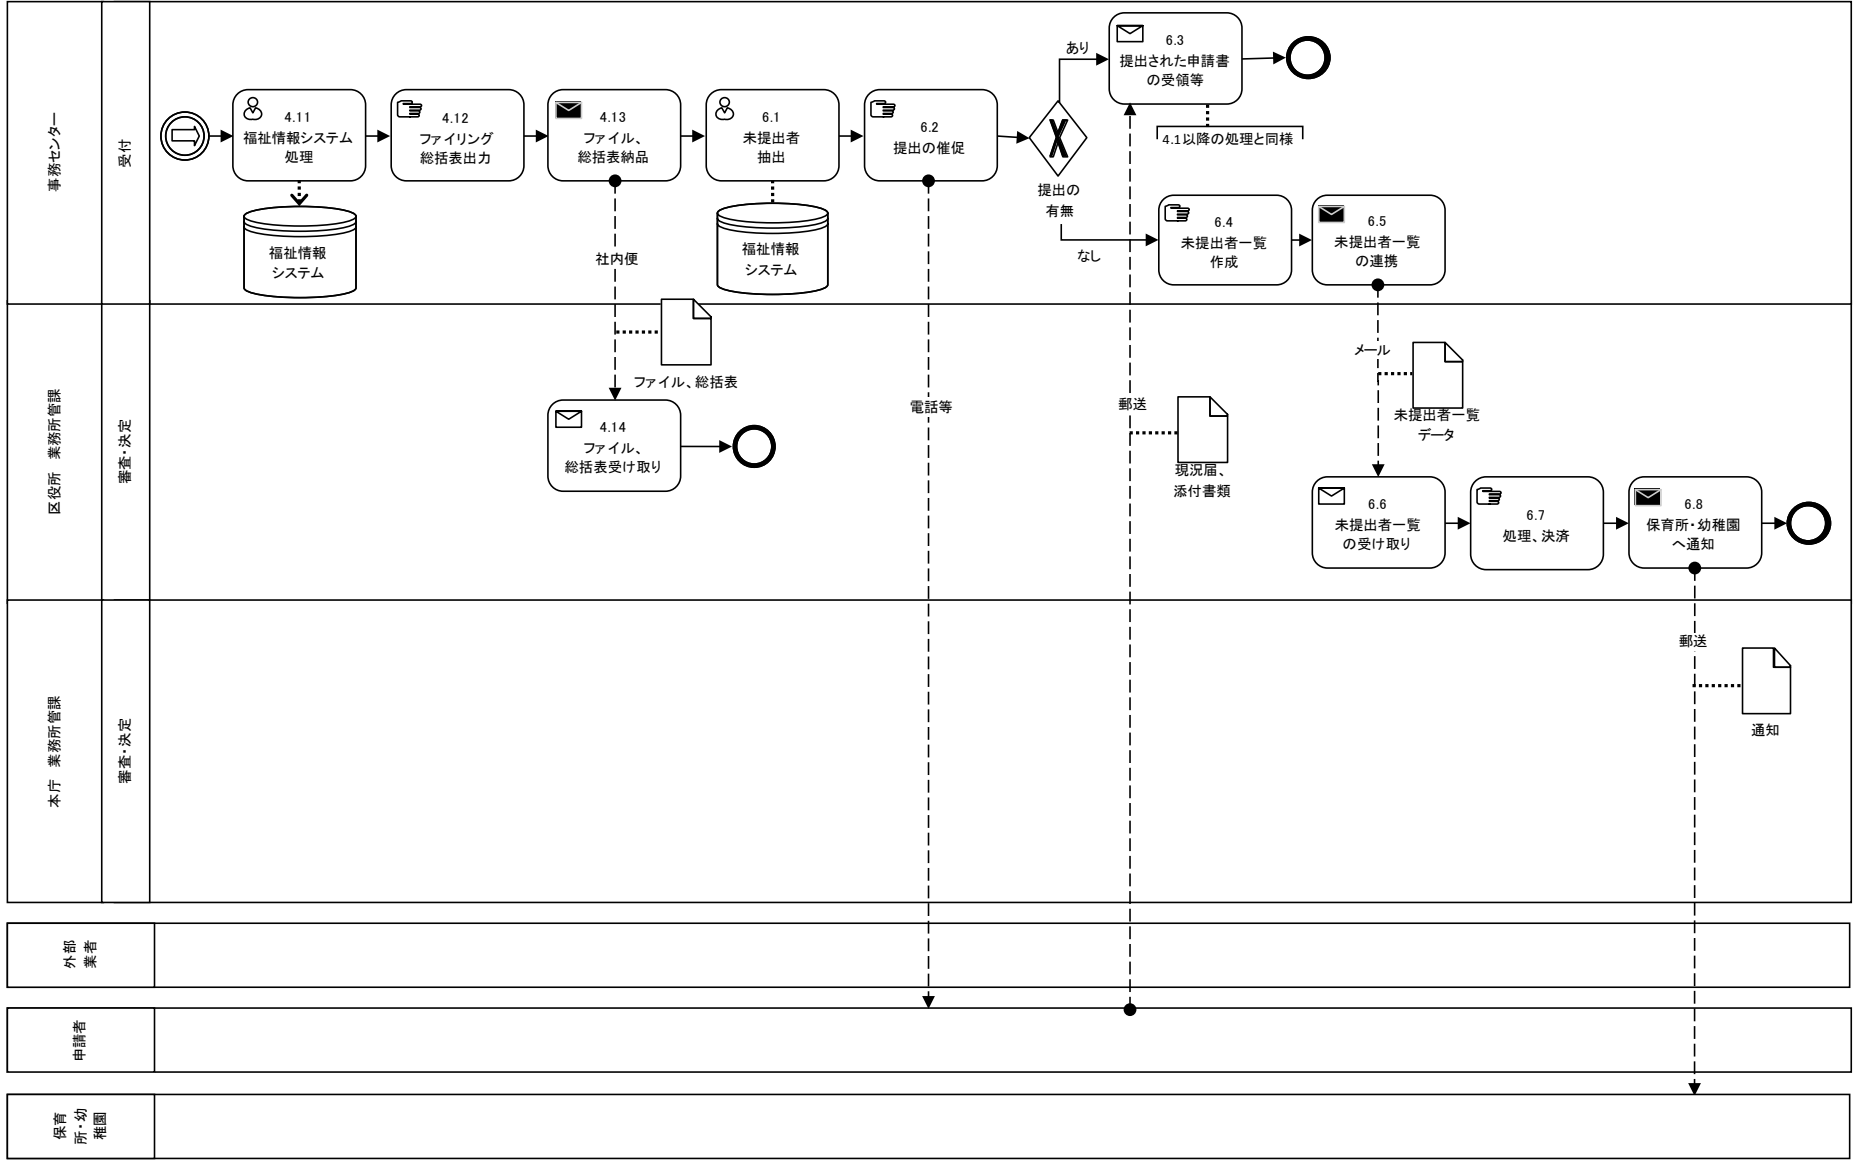 事務センター
受付
4.11
福祉情報システム
処理
福祉情報
システム
4.12
ファイリング
総括表出力
4.13
ファイル、
総括表納品
社内便
6.1
未提出者
抽出
福祉情報
システム
6.2
提出の催促
提出の
有無
あり
なし
6.3
提出された申請書
の受領等
4.1以降の処理と同様
6.4
未提出者一覧
作成
6.5
未提出者一覧
の連携
区役所 業務所管課
審査・決定
ファイル、総括表
4.14
ファイル、
総括表受け取り
電話等
郵送
現況届、
添付書類
メール
未提出者一覧
データ
6.6
未提出者一覧
の受け取り
6.7
処理、決済
6.8
保育所・幼稚園
へ通知
本庁 業務所管課
審査・決定
郵送
通知
外部
業者
申請者
保育
所・幼
稚園